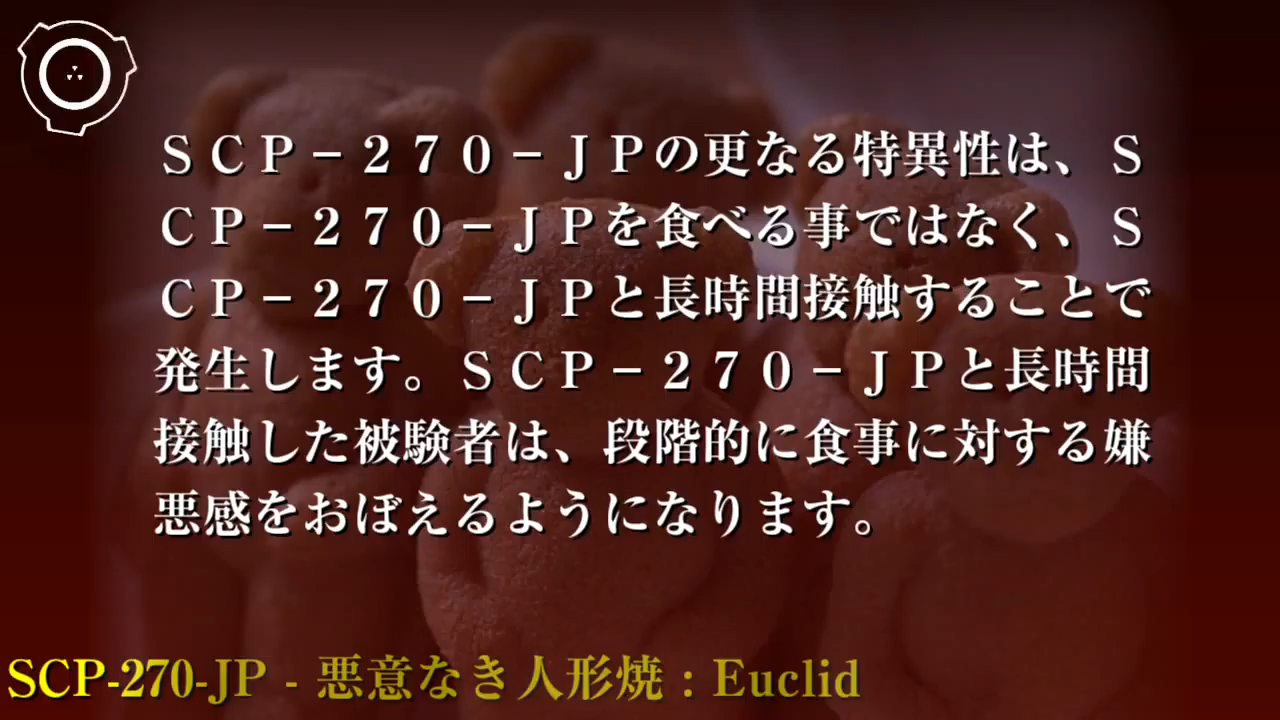 SCP-270-JPの更なる特異性は、S
CP-270-JPを食べる事ではなく、S
CP-270-JPと長時間接触することで
発生します。SCP-270-JPと長時間
接触した被験者は、段階的に食事に対する嫌
悪感をおぼえるようになります。
SCP-270-JP - 悪意なき人形焼：Euclid